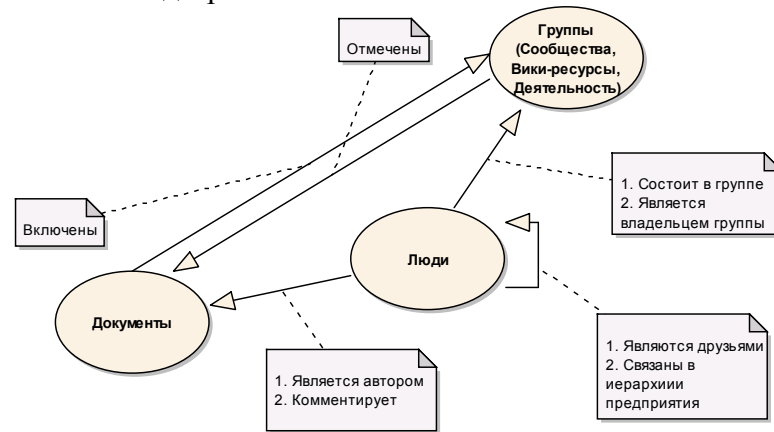 Отмечены
Группы
(Сообщества,
Вики-ресурсы,
Деятельность)
1. Состоит в группе
2. Является
владельцем группы
Включены
Люди
Документы
1. Является автором
2. Комментирует
1. Являются друзьями
2. Связаны в
иерархиии
предприятия